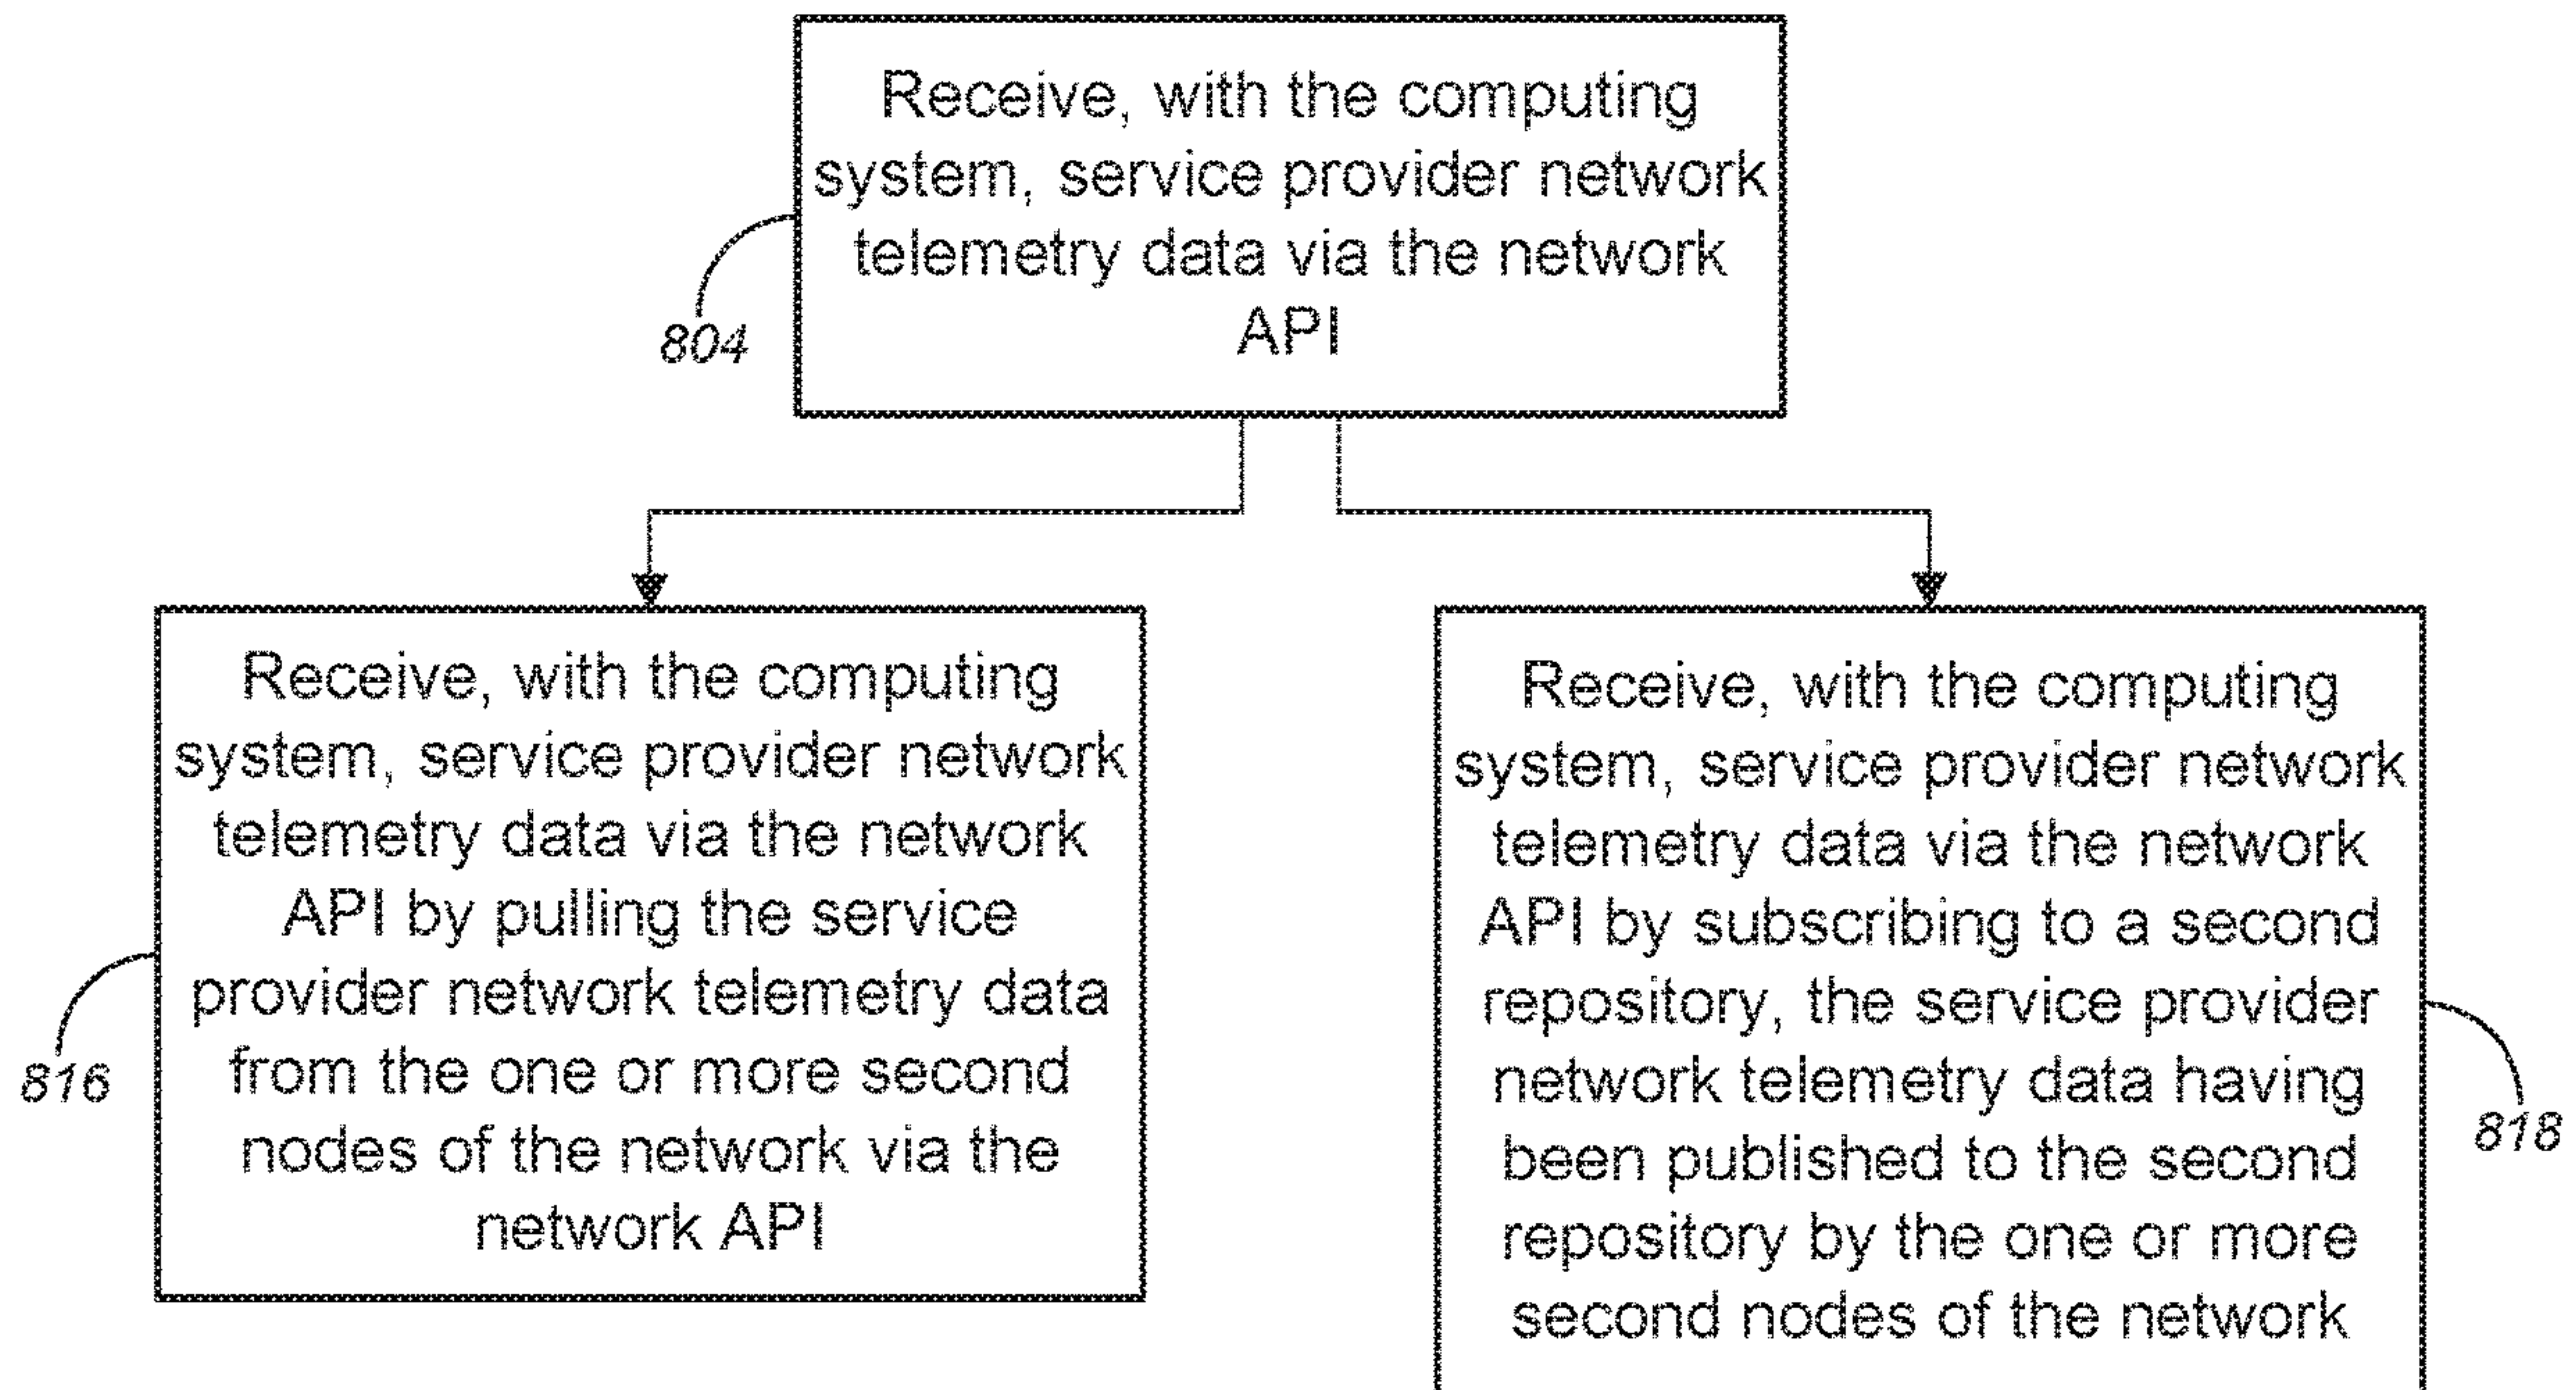 Receive, with the computing
system, service provider network
telemetry data via the network
API
804
Receive, with the computing
system, service provider network
telemetry data via the network
API by pulling the service
provider network telemetry data
from the one or more second
nodes of the network via the
network API
816
Receive, with the computing
system, service provider network
telemetry data via the network
API by subscribing to a second
repository, the service provider
network telemetry data having
been published to the second
repository by the one or more
second nodes of the network
818